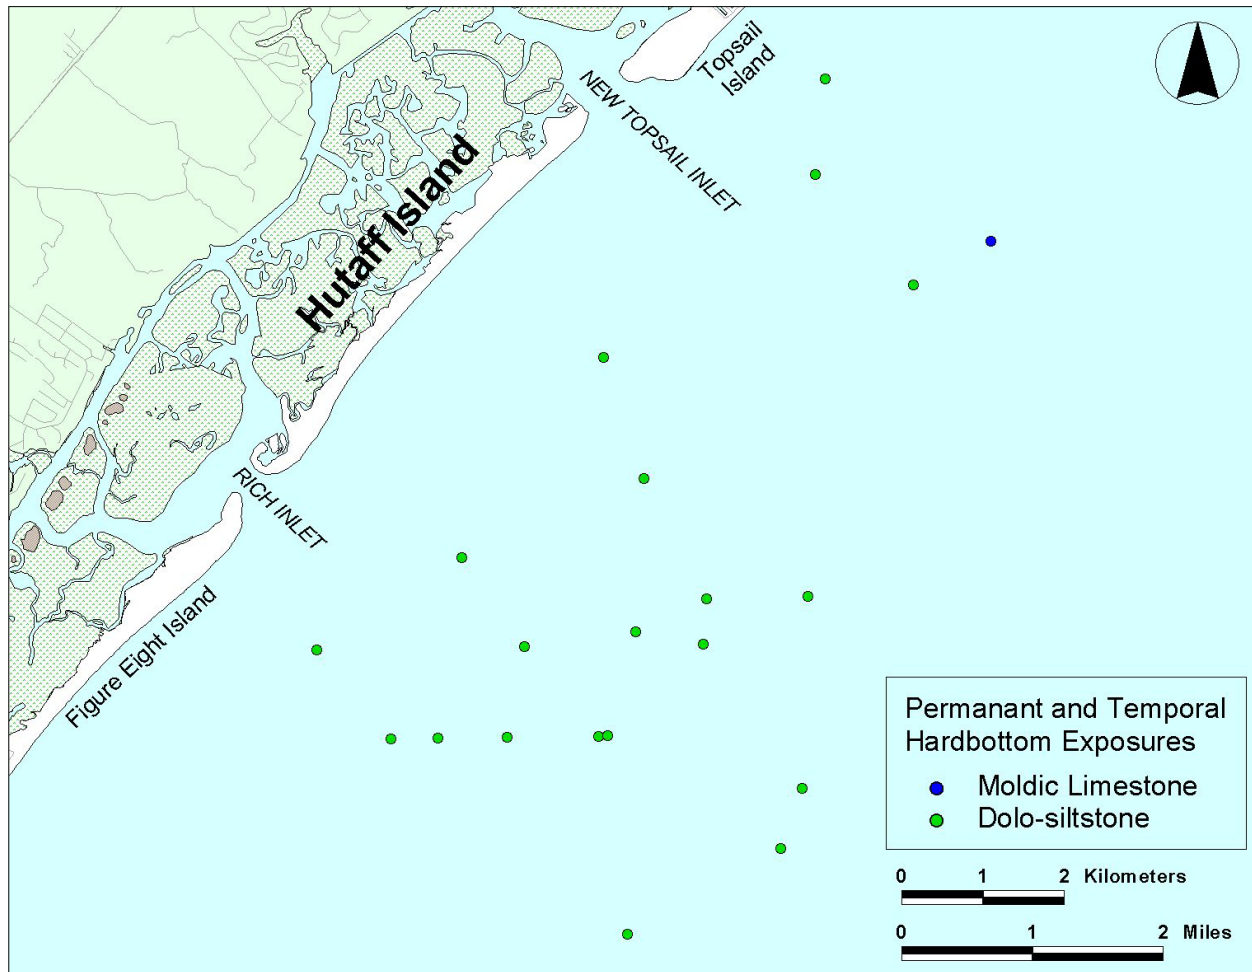 Topsail
Island
NEW TOPSAIL INLET
Hutaff Island
RICH INLET
Figure Eight Island
Permanant and Temporal
Hardbottom Exposures
Moldic Limestone
Dolo-siltstone
0 1 2 Kilometers
0 1 2 Miles